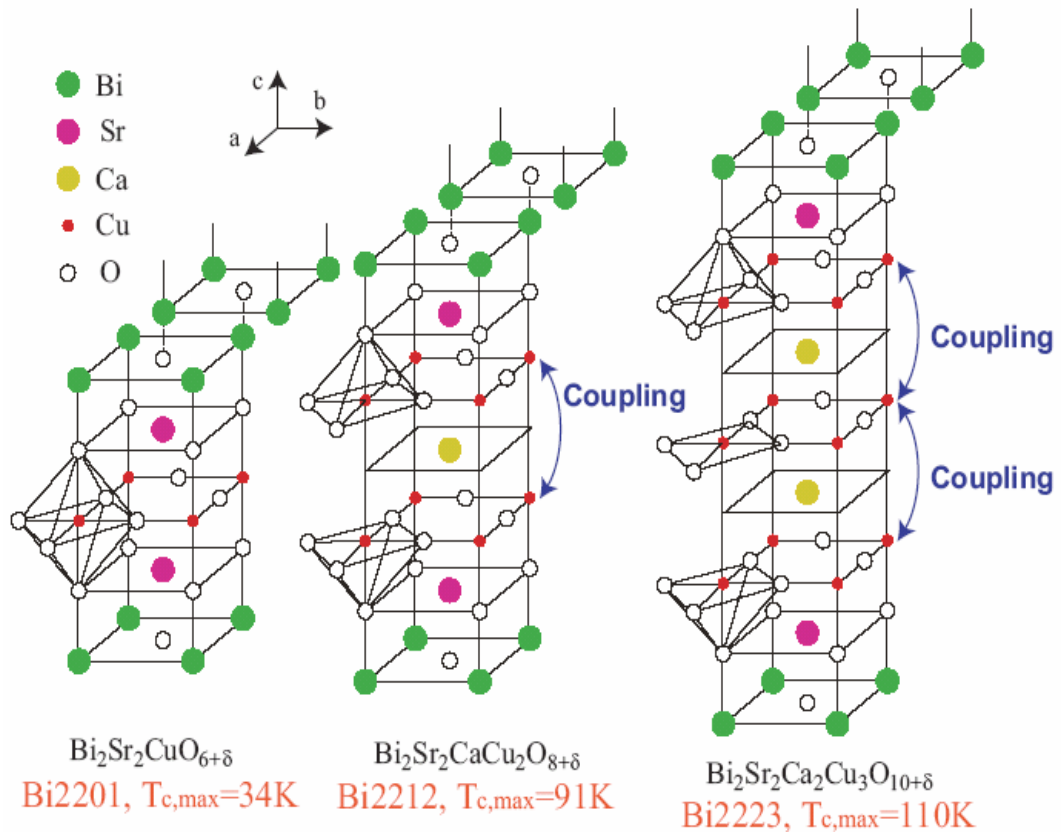 Bi
Sr
Ca
Cu
O
c
b
a
Coupling
Coupling
Coupling
Bi₂Sr₂CuO₆₊δ
Bi2201, Tc,max=34K
Bi₂Sr₂CaCu₂O₈₊δ
Bi2212, Tc,max=91K
Bi₂Sr₂Ca₂Cu₃O₁₀₊δ
Bi2223, Tc,max=110K